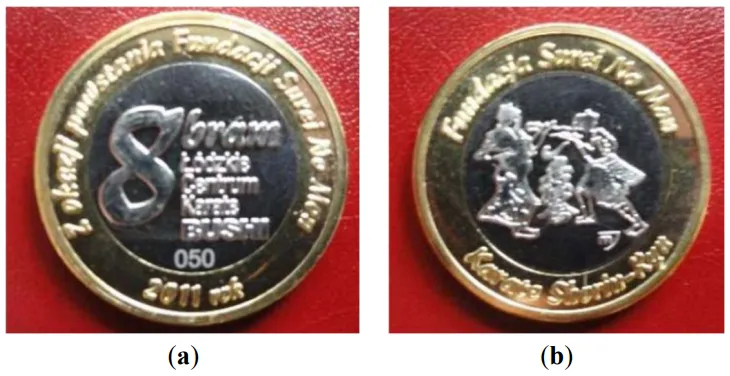 Z okazji powstania Fundacji Surei No Mon
8 bram
Łódzkie
Centrum
Karate
BUSHI
050
2011 rok
(a)
Fundacja Surei No Mon
Karate Shorin-Ryu
(b)